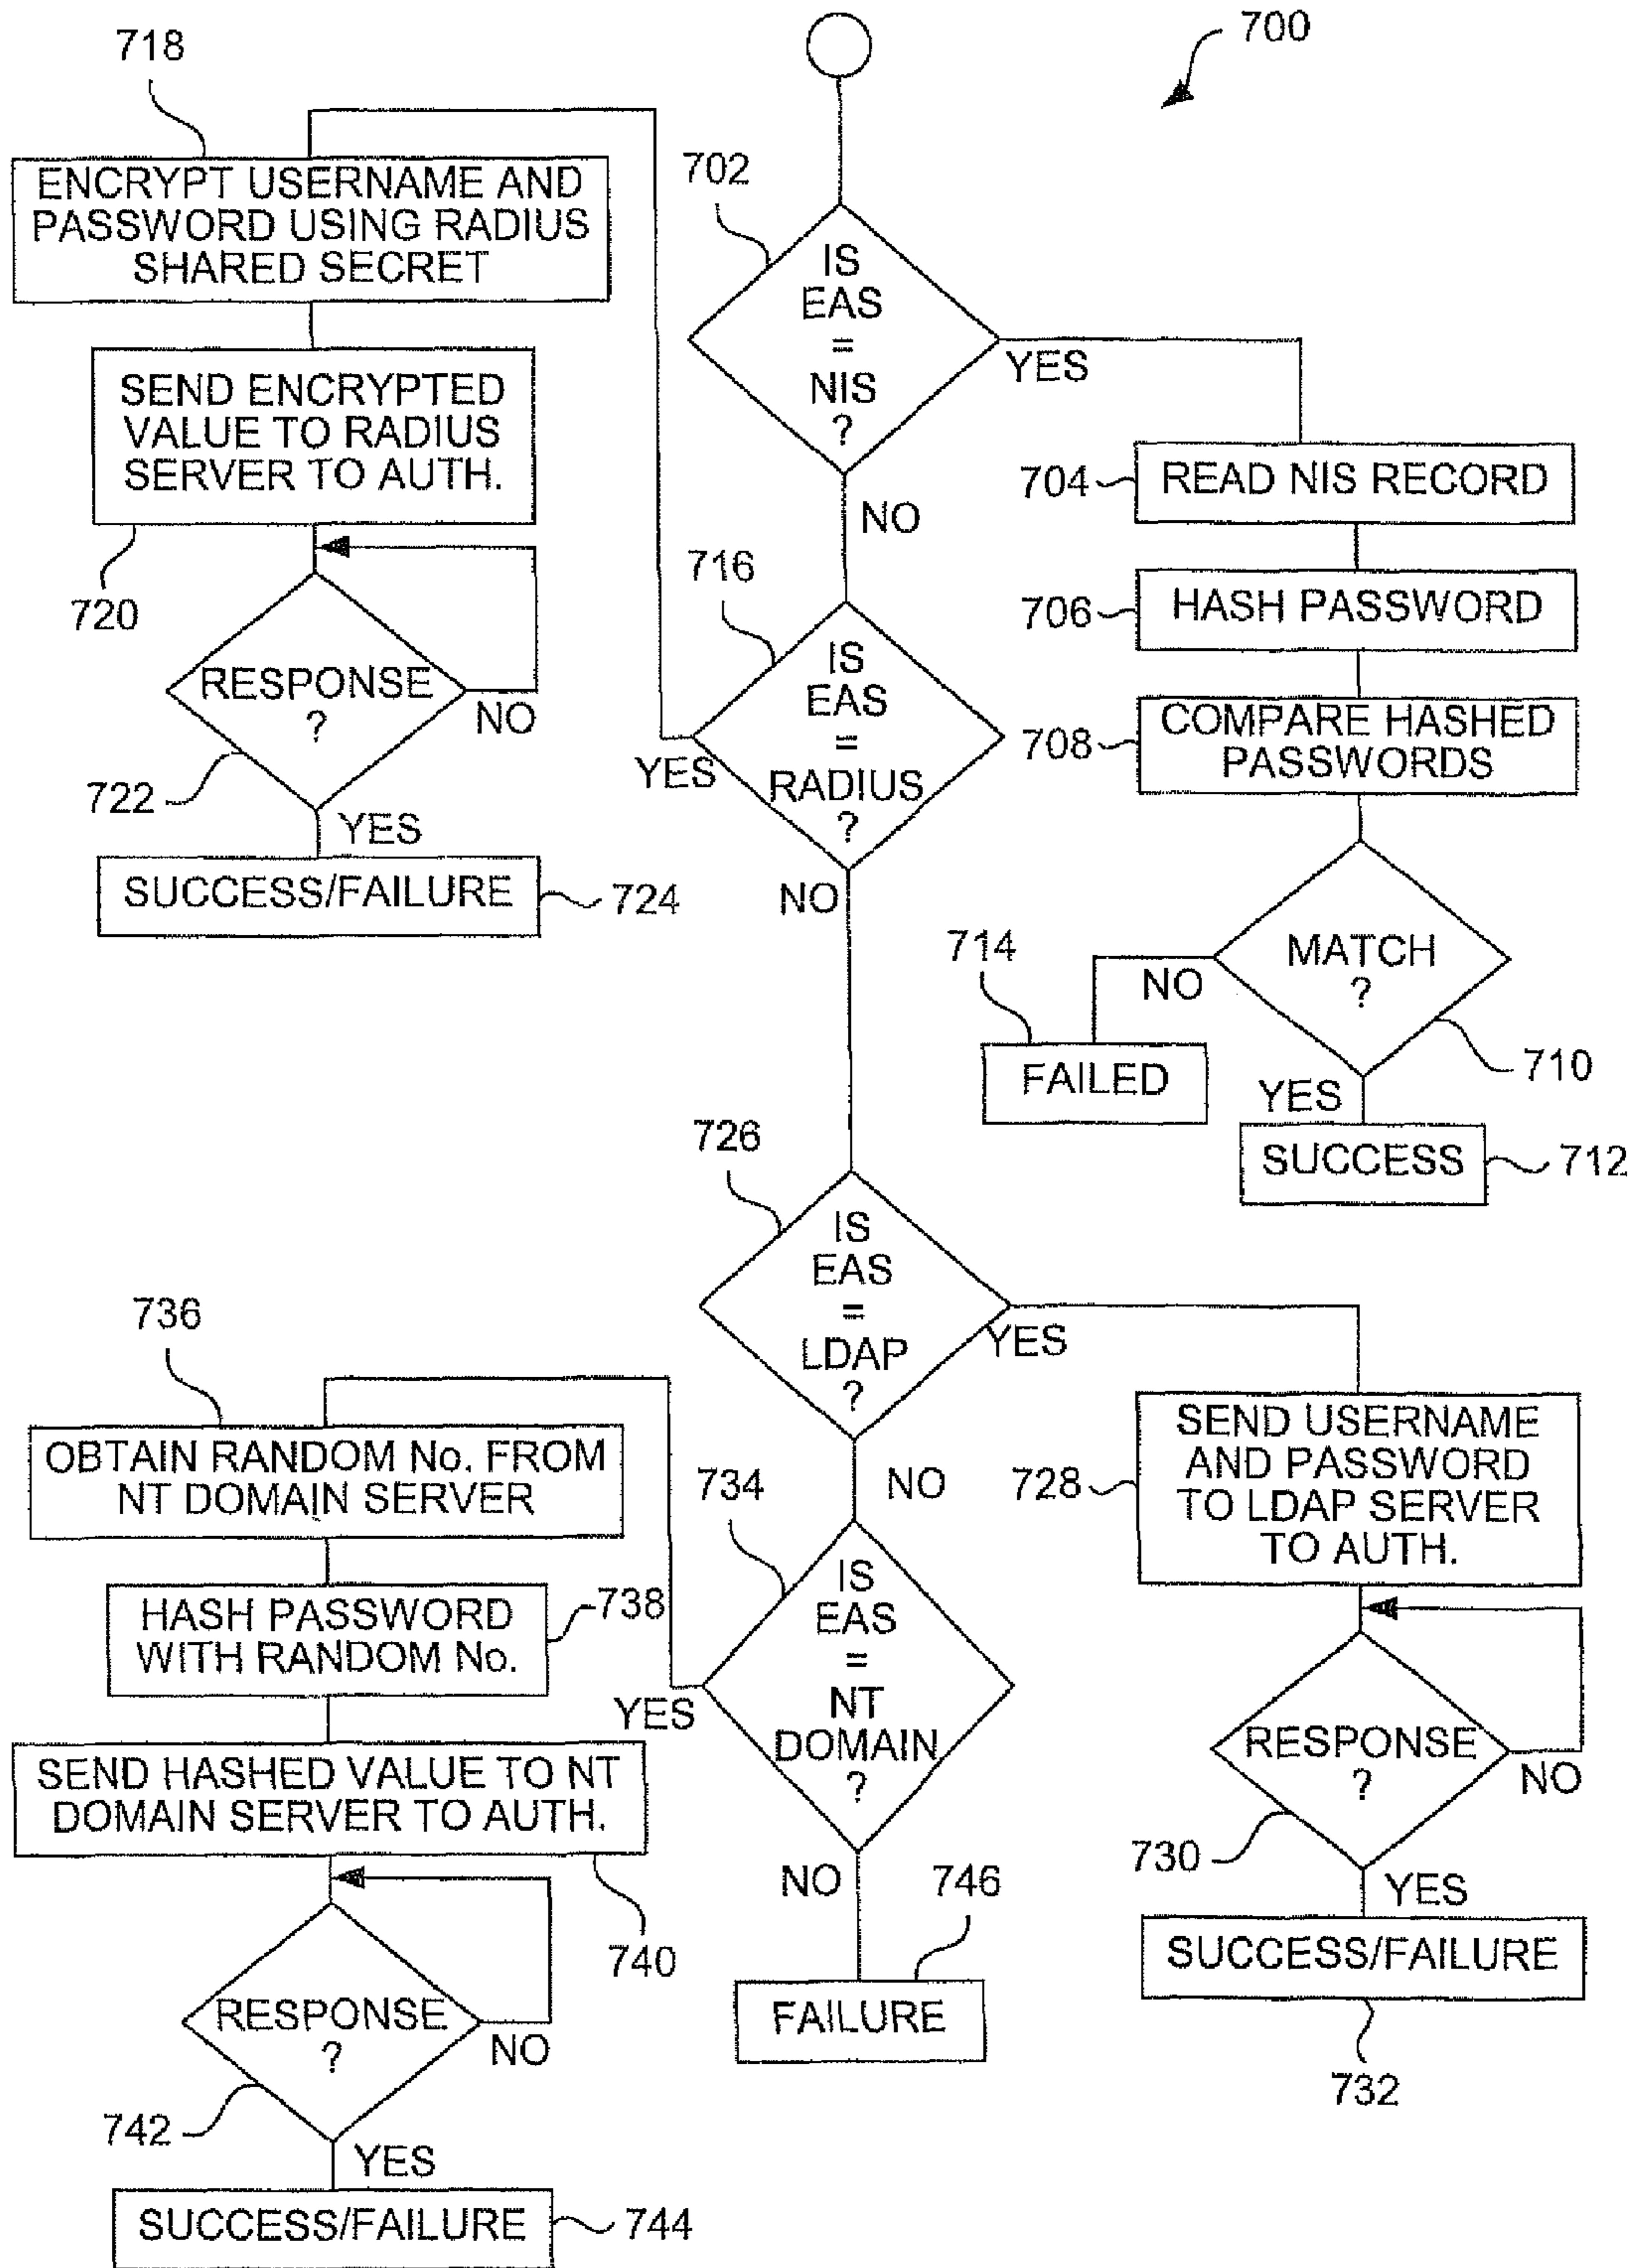 700
718
ENCRYPT USERNAME AND
PASSWORD USING RADIUS
SHARED SECRET
SEND ENCRYPTED
VALUE TO RADIUS
SERVER TO AUTH.
720
RESPONSE
?
NO
722
YES
SUCCESS/FAILURE
724
702
IS
EAS
=
NIS
?
YES
NO
704
READ NIS RECORD
706
HASH PASSWORD
708
COMPARE HASHED
PASSWORDS
MATCH
?
710
NO
714
FAILED
YES
SUCCESS
712
716
IS
EAS
=
RADIUS
?
YES
NO
726
IS
EAS
=
LDAP
?
YES
NO
728
SEND USERNAME
AND PASSWORD
TO LDAP SERVER
TO AUTH.
RESPONSE
?
NO
730
YES
SUCCESS/FAILURE
732
734
IS
EAS
=
NT
DOMAIN
?
YES
NO
746
FAILURE
736
OBTAIN RANDOM No. FROM
NT DOMAIN SERVER
HASH PASSWORD
WITH RANDOM No.
738
SEND HASHED VALUE TO NT
DOMAIN SERVER TO AUTH.
740
RESPONSE
?
NO
742
YES
SUCCESS/FAILURE
744